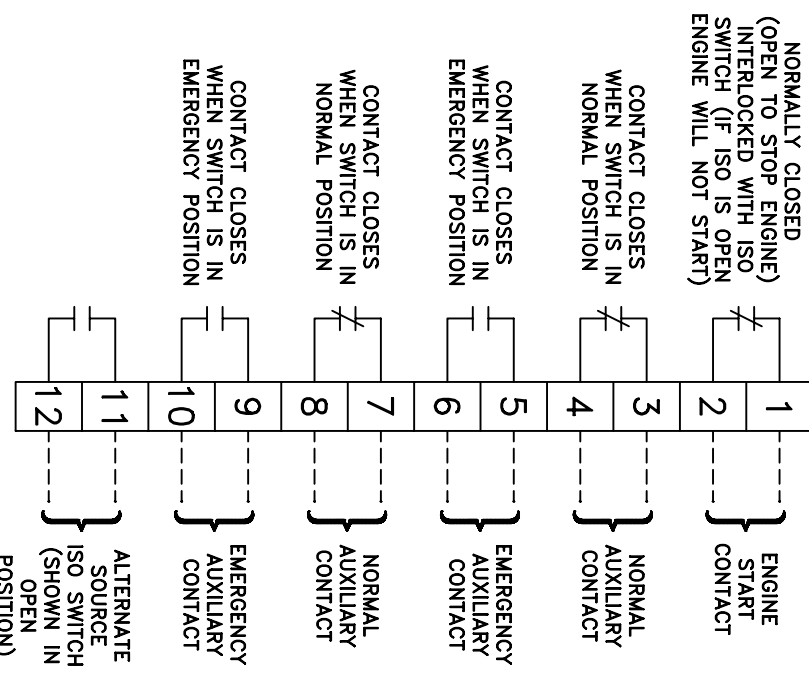 NORMALLY CLOSED
(OPEN TO STOP ENGINE)
INTERLOCKED WITH ISO
SWITCH (IF ISO IS OPEN
ENGINE WILL NOT START)
1
2
ENGINE
START
CONTACT
CONTACT CLOSES
WHEN SWITCH IS IN
NORMAL POSITION
3
4
NORMAL
AUXILIARY
CONTACT
CONTACT CLOSES
WHEN SWITCH IS IN
EMERGENCY POSITION
5
6
EMERGENCY
AUXILIARY
CONTACT
CONTACT CLOSES
WHEN SWITCH IS IN
NORMAL POSITION
7
8
NORMAL
AUXILIARY
CONTACT
CONTACT CLOSES
WHEN SWITCH IS IN
EMERGENCY POSITION
9
10
EMERGENCY
AUXILIARY
CONTACT
11
12
ALTERNATE
SOURCE
ISO SWITCH
(SHOWN IN
OPEN
POSITION)